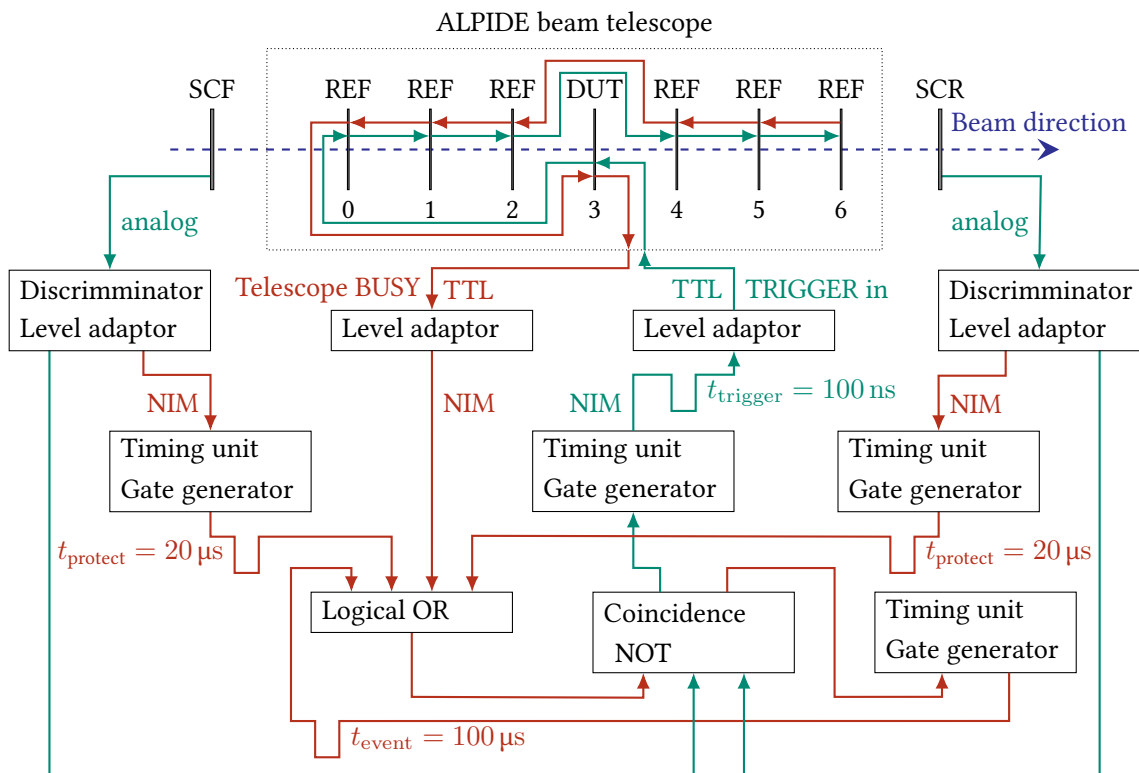 ALPIDE beam telescope
SCF
REF
REF
REF
DUT
REF
REF
REF
SCR
Beam direction
0
1
2
3
4
5
6
analog
analog
Discrimminator
Level adaptor
Telescope BUSY
TTL
Level adaptor
TTL
TRIGGER in
Level adaptor
Discrimminator
Level adaptor
NIM
NIM
NIM
t_trigger = 100 ns
NIM
Timing unit
Gate generator
Timing unit
Gate generator
Timing unit
Gate generator
t_protect = 20 µs
t_protect = 20 µs
Logical OR
Coincidence
NOT
Timing unit
Gate generator
t_event = 100 µs